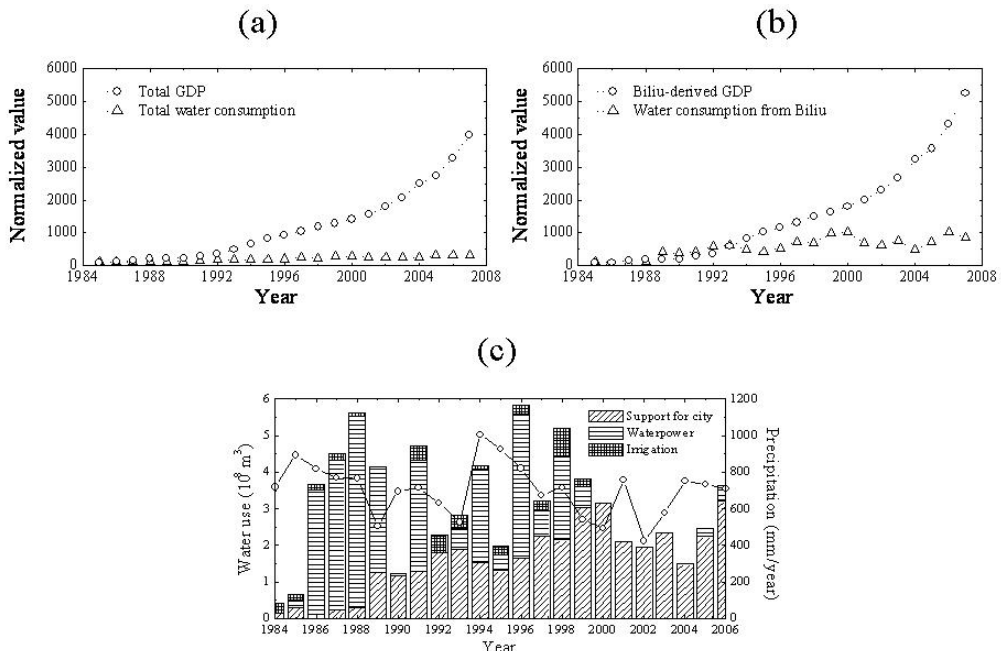 (a)
(b)
6000
5000
4000
3000
2000
1000
0
Normalized value
Total GDP
Total water consumption
1984 1988 1992 1996 2000 2004 2008
Year
6000
5000
4000
3000
2000
1000
0
Normalized value
Biliu-derived GDP
Water consumption from Biliu
1984 1988 1992 1996 2000 2004 2008
Year
(c)
6
5
4
3
2
1
0
Water use (10⁸ m³)
Support for city
Waterpower
Irrigation
1200
1000
800
600
400
200
0
Precipitation (mm/year)
1984 1986 1988 1990 1992 1994 1996 1998 2000 2002 2004 2006
Year